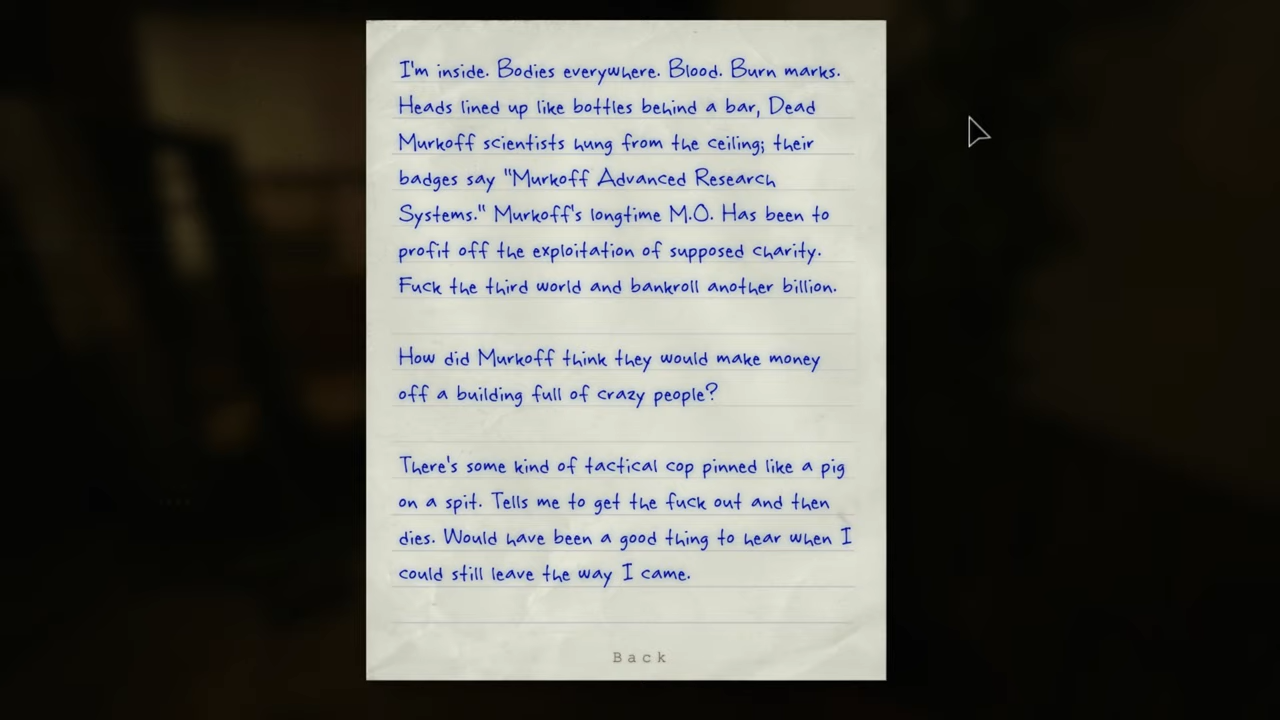 I'm inside. Bodies everywhere. Blood. Burn marks.
Heads lined up like bottles behind a bar, Dead
Murkoff scientists hung from the ceiling; their
badges say "Murkoff Advanced Research
Systems." Murkoff's longtime M.O. Has been to
profit off the exploitation of supposed charity.
Fuck the third world and bankroll another billion.
How did Murkoff think they would make money
off a building full of crazy people?
There's some kind of tactical cop pinned like a pig
on a spit. Tells me to get the fuck out and then
dies. Would have been a good thing to hear when I
could still leave the way I came.
Back